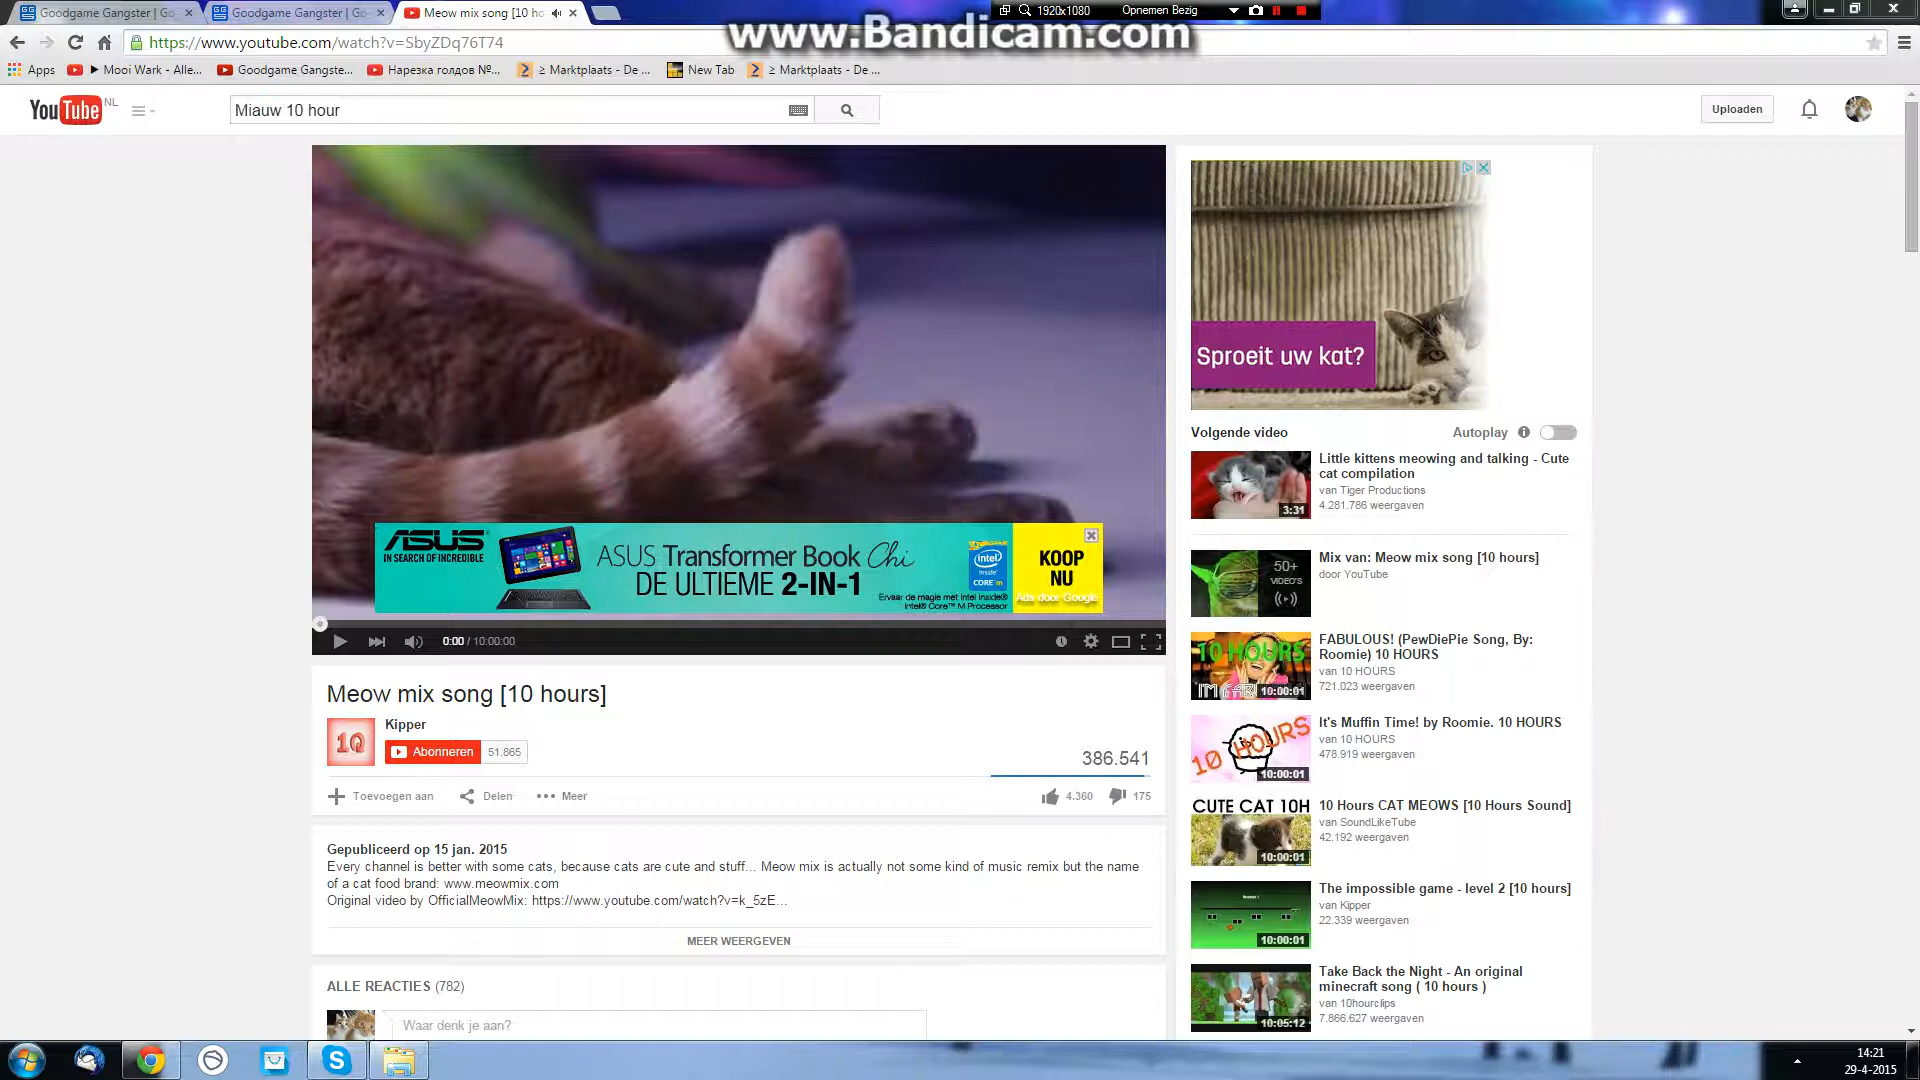 Goodgame Gangster | Go
Goodgame Gangster | Go
Meow mix song [10 ho
1920x1080
Opnemen Bezig
www.Bandicam.com
https://www.youtube.com/watch?v=SbyZDq76T74
Apps
► Mooi Wark - Alle...
Goodgame Gangste...
Нарезка голдов №...
≥ Marktplaats - De ...
New Tab
≥ Marktplaats - De ...
YouTube NL
Miauw 10 hour
Uploaden
Sproeit uw kat?
ASUS
IN SEARCH OF INCREDIBLE
ASUS Transformer Book Chi
DE ULTIEME 2-IN-1
intel inside
CORE m
Ervaar de magie met Intel Inside®
Intel® Core™ M Processor
KOOP
NU
Ads door Google
0:00 / 10:00:00
Meow mix song [10 hours]
Kipper
10
Abonneren 51.865
386.541
Toevoegen aan
Delen
Meer
4.360
175
Gepubliceerd op 15 jan. 2015
Every channel is better with some cats, because cats are cute and stuff... Meow mix is actually not some kind of music remix but the name
of a cat food brand: www.meowmix.com
Original video by OfficialMeowMix: https://www.youtube.com/watch?v=k_5zE...
MEER WEERGEVEN
ALLE REACTIES (782)
Waar denk je aan?
Volgende video
Autoplay
3:31
Little kittens meowing and talking - Cute
cat compilation
van Tiger Productions
4.281.786 weergaven
50+
VIDEO'S
Mix van: Meow mix song [10 hours]
door YouTube
10 HOURS
10:00:01
FABULOUS! (PewDiePie Song, By:
Roomie) 10 HOURS
van 10 HOURS
721.023 weergaven
10 HOURS
10:00:01
It's Muffin Time! by Roomie. 10 HOURS
van 10 HOURS
478.919 weergaven
CUTE CAT 10H
10:00:01
10 Hours CAT MEOWS [10 Hours Sound]
van SoundLikeTube
42.192 weergaven
10:00:01
The impossible game - level 2 [10 hours]
van Kipper
22.339 weergaven
10:05:12
Take Back the Night - An original
minecraft song ( 10 hours )
van 10hourclips
7.866.627 weergaven
14:21
29-4-2015